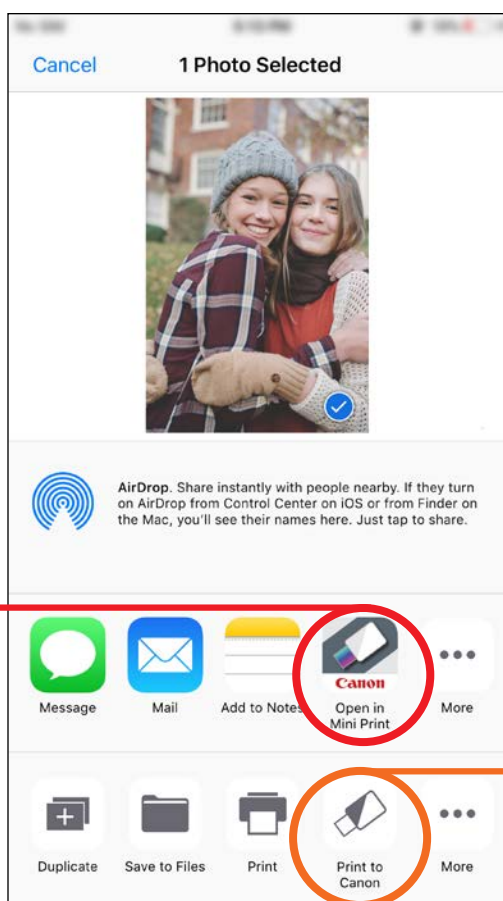 Cancel 1 Photo Selected
AirDrop. Share instantly with people nearby. If they turn
on AirDrop from Control Center on iOS or from Finder on
the Mac, you'll see their names here. Just tap to share.
Canon
Message Mail Add to Notes Open in More
Mini Print
Duplicate Save to Files Print Print to More
Canon